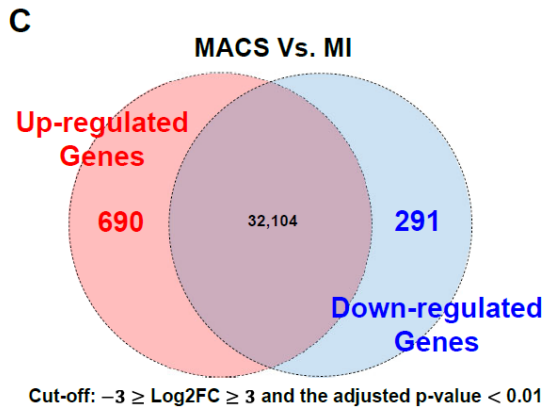 C
MACS Vs. MI
Up-regulated
Genes
690
32,104
291
Down-regulated
Genes
Cut-off: −3 ≥ Log2FC ≥ 3 and the adjusted p-value < 0.01